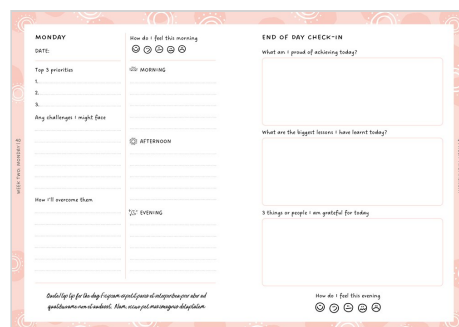 MONDAY
DATE:
Top 3 priorities
1.
2.
3.
Any challenges I might face
How I'll overcome them
How do I feel this morning
MORNING
AFTERNOON
EVENING
END OF DAY CHECK-IN
What am I proud of achieving today?
What are the biggest lessons I have learnt today?
3 things or people I am grateful for today
How do I feel this evening
WEEK TWO: MONDAY